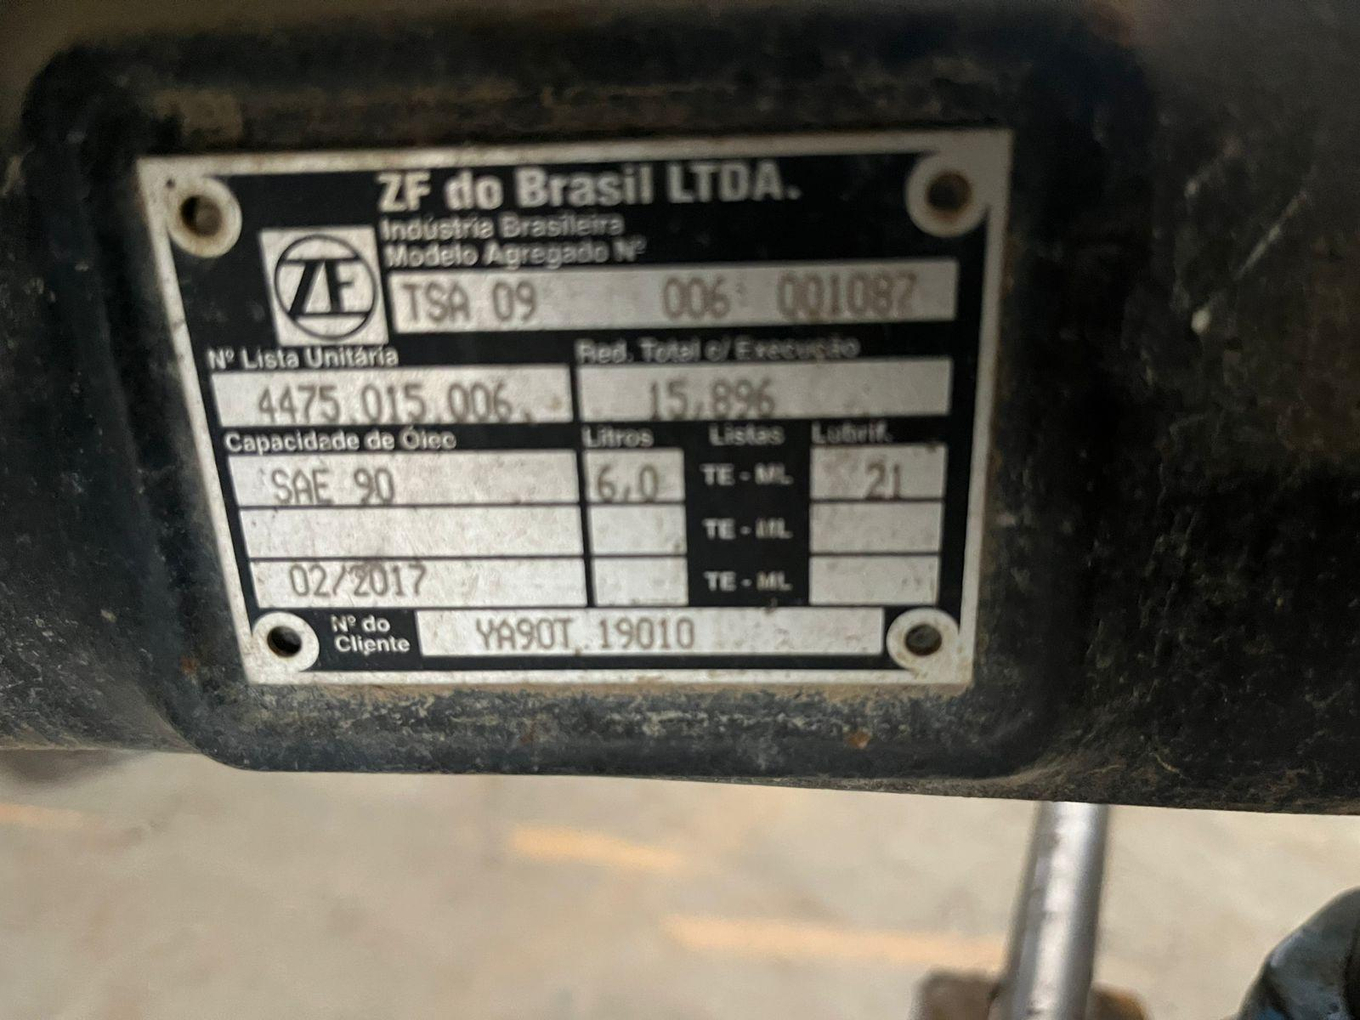 ZF do Brasil LTDA.
Indústria Brasileira
Modelo Agregado Nº
ZF
TSA 09 006 001087
Nº Lista Unitária Red. Total c/ Execução
4475.015.006. 15,896
Capacidade de Óleo Litros Listas Lubrif.
SAE 90 6,0 TE - ML 21
TE - ML
02/2017 TE - ML
Nº do
Cliente YA90T 19010